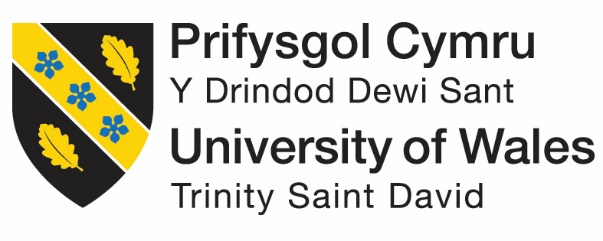 Prifysgol Cymru
Y Drindod Dewi Sant
University of Wales
Trinity Saint David